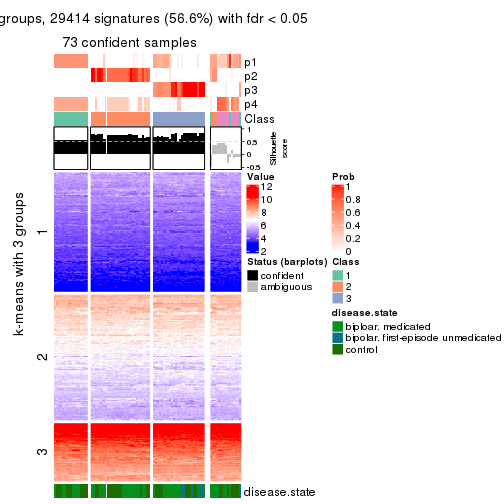 groups, 29414 signatures (56.6%) with fdr < 0.05
73 confident samples
p1
p2
p3
p4
Class
1
0.5
0
-0.5
Silhouette
score
k-means with 3 groups
1
2
3
disease.state
Value
12
10
8
6
4
2
Prob
1
0.8
0.6
0.4
0.2
0
Status (barplots)
confident
ambiguous
Class
1
2
3
disease.state
biploar. medicated
bipolar. first-episode unmedicated
control